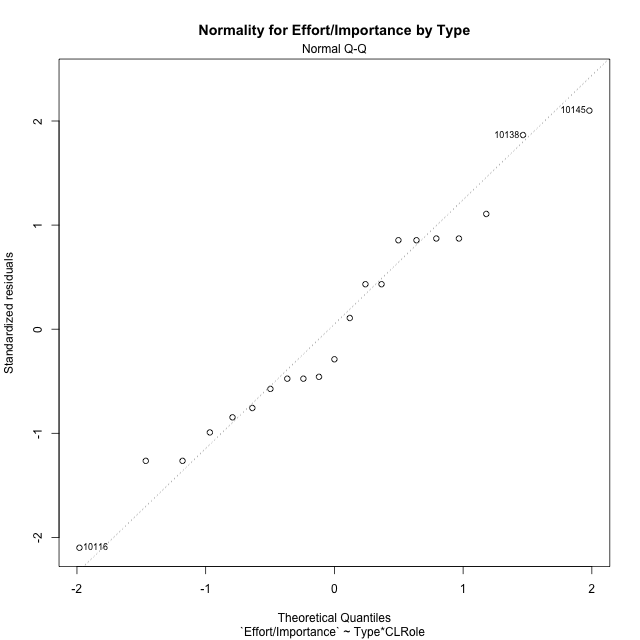 Normality for Effort/Importance by Type
Normal Q-Q
10145
10138
10116
2
1
0
-1
-2
Standardized residuals
-2 -1 0 1 2
Theoretical Quantiles
`Effort/Importance` ~ Type*CLRole